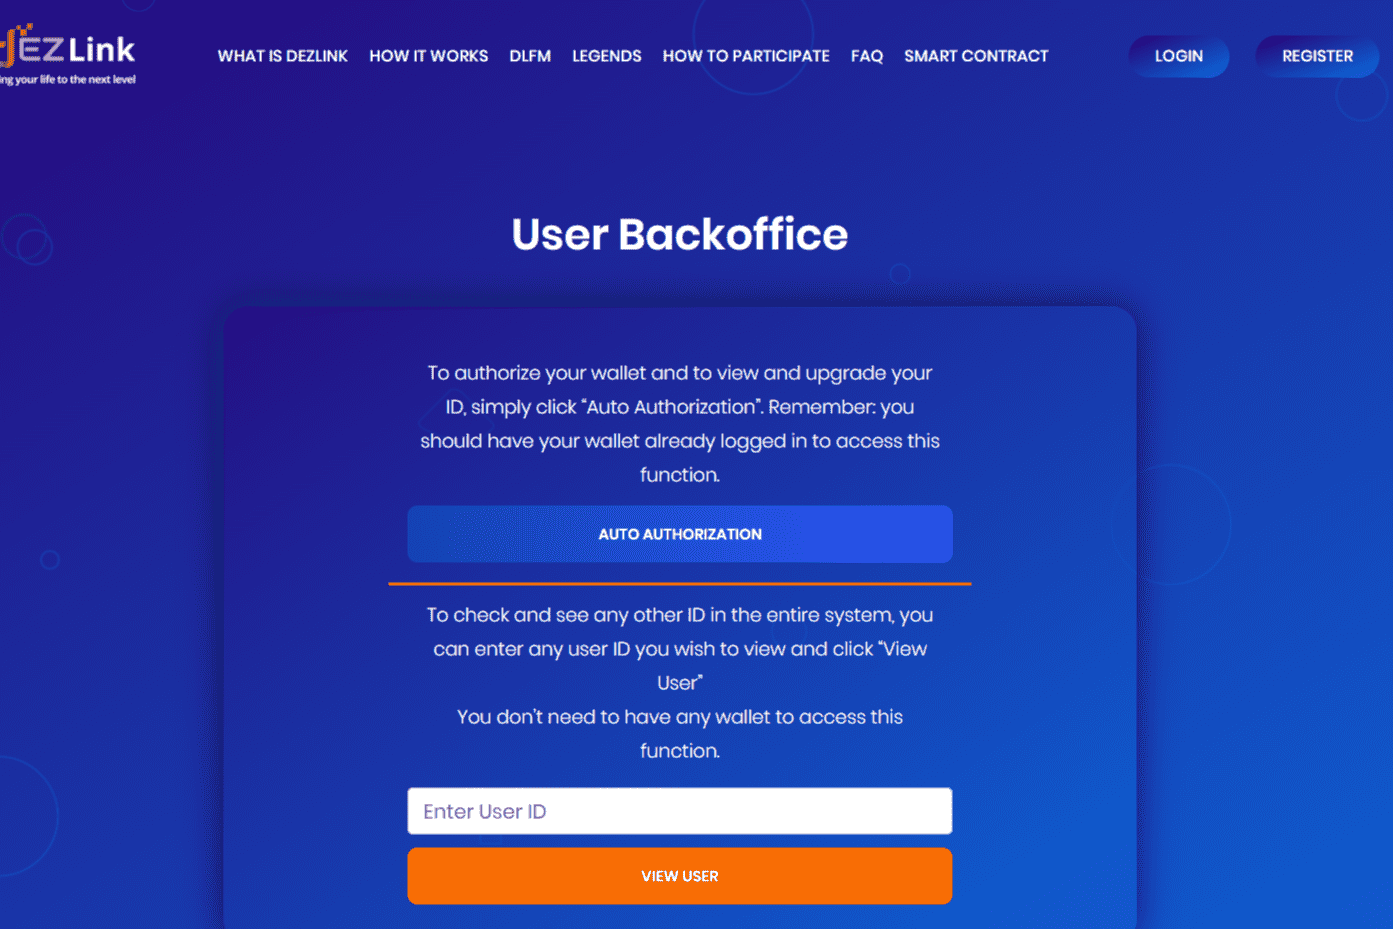 EZLink
ing your life to the next level
WHAT IS DEZLINK HOW IT WORKS DLFM LEGENDS HOW TO PARTICIPATE FAQ SMART CONTRACT LOGIN REGISTER
User Backoffice
To authorize your wallet and to view and upgrade your
ID, simply click “Auto Authorization”. Remember: you
should have your wallet already logged in to access this
function.
AUTO AUTHORIZATION
To check and see any other ID in the entire system, you
can enter any user ID you wish to view and click “View
User”
You don’t need to have any wallet to access this
function.
Enter User ID
VIEW USER